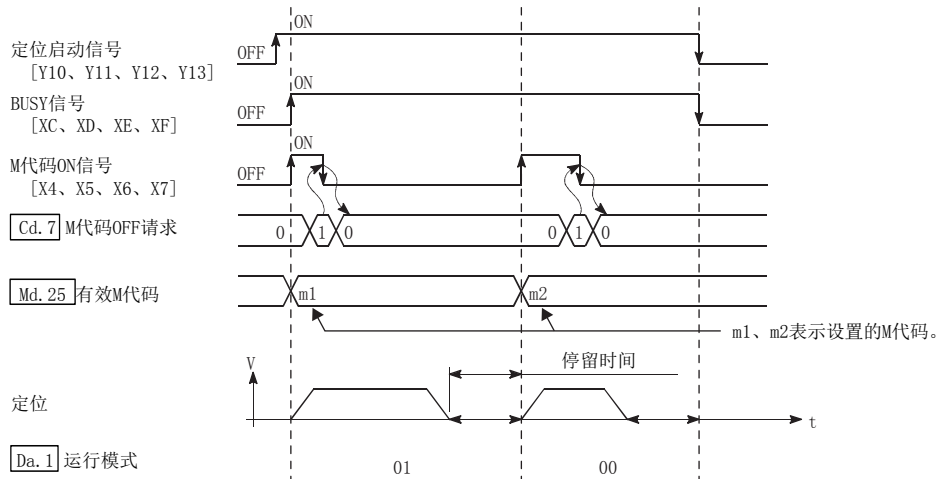 ON
定位启动信号
OFF
[Y10、Y11、Y12、Y13]
ON
BUSY信号
OFF
[XC、XD、XE、XF]
ON
M代码ON信号
OFF
[X4、X5、X6、X7]
Cd.7 M代码OFF请求
0 1 0 0 1 0
Md.25 有效M代码
m1 m2
m1、m2表示设置的M代码。
V
停留时间
定位
t
Da.1 运行模式
01 00